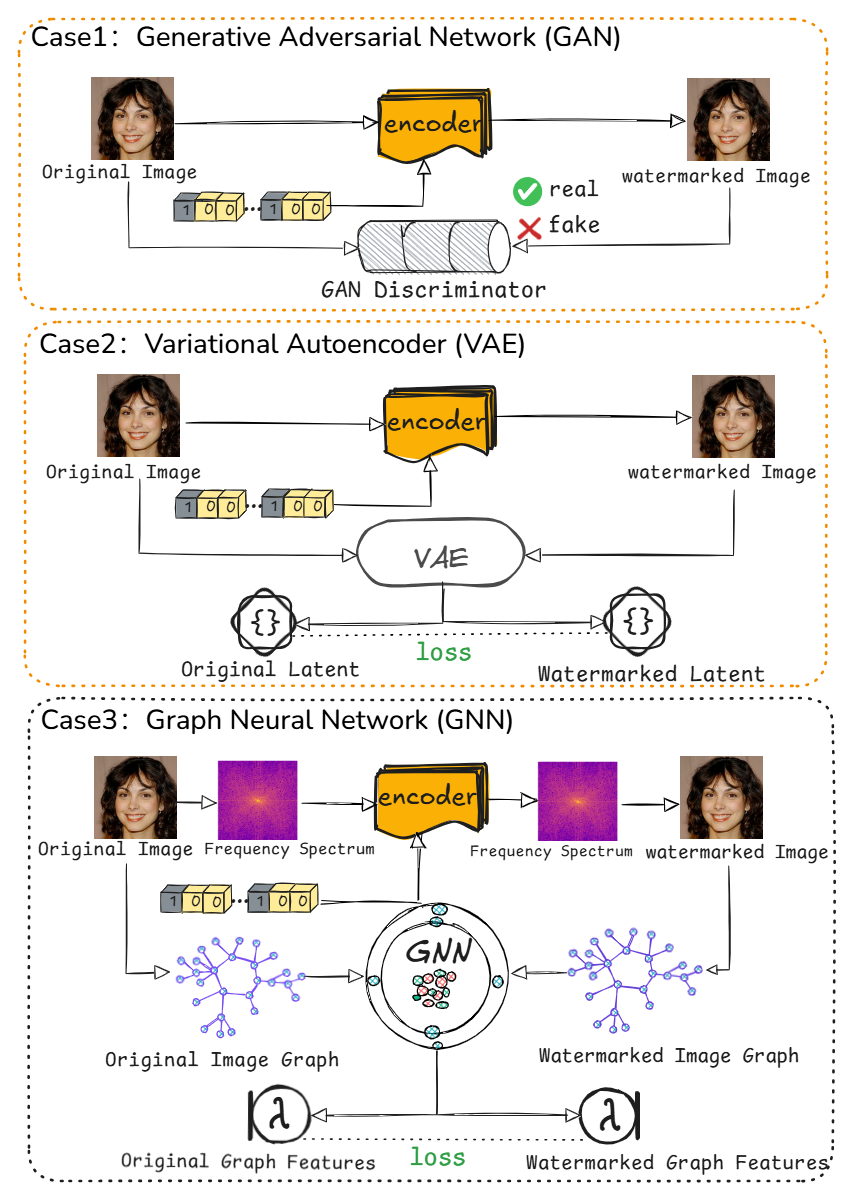 Case1： Generative Adversarial Network (GAN)
encoder
Original Image
watermarked Image
1 0 0 ... 1 0 0
real
fake
GAN Discriminator
Case2： Variational Autoencoder (VAE)
encoder
Original Image
watermarked Image
1 0 0 ... 1 0 0
VAE
{} {}
loss
Original Latent
Watermarked Latent
Case3： Graph Neural Network (GNN)
encoder
Original Image Frequency Spectrum Frequency Spectrum watermarked Image
1 0 0 ... 1 0 0
GNN
Original Image Graph
Watermarked Image Graph
λ λ
Original Graph Features loss Watermarked Graph Features